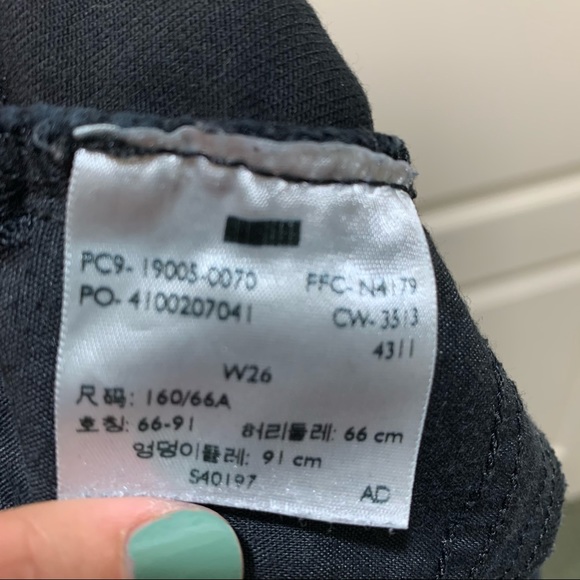 PC9- 19005-0070 FFC- N4179
PO- 4100207041 CW- 3513
4311
W26
尺码: 160/66A
호칭: 66-91 허리둘레: 66 cm
엉덩이둘레: 91 cm
S40197 AD